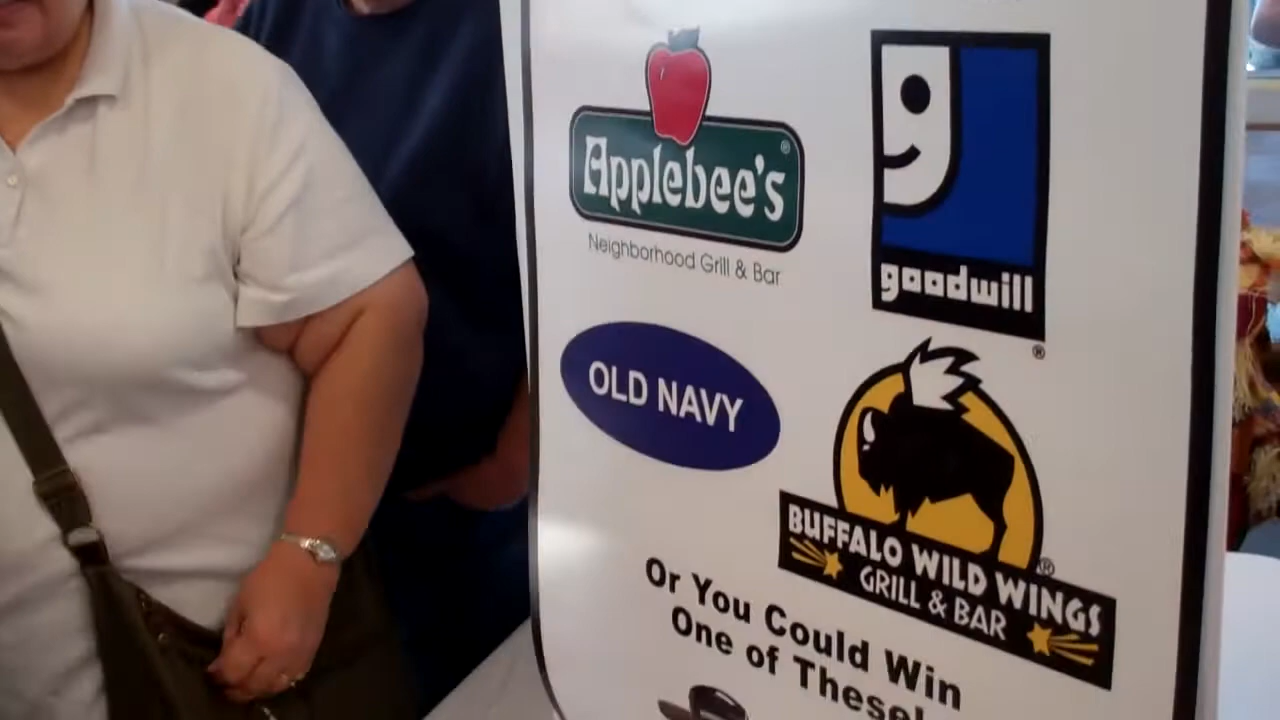 Applebee's®
Neighborhood Grill & Bar
goodwill
®
OLD NAVY
BUFFALO WILD WINGS®
GRILL & BAR
Or You Could Win
One of These!